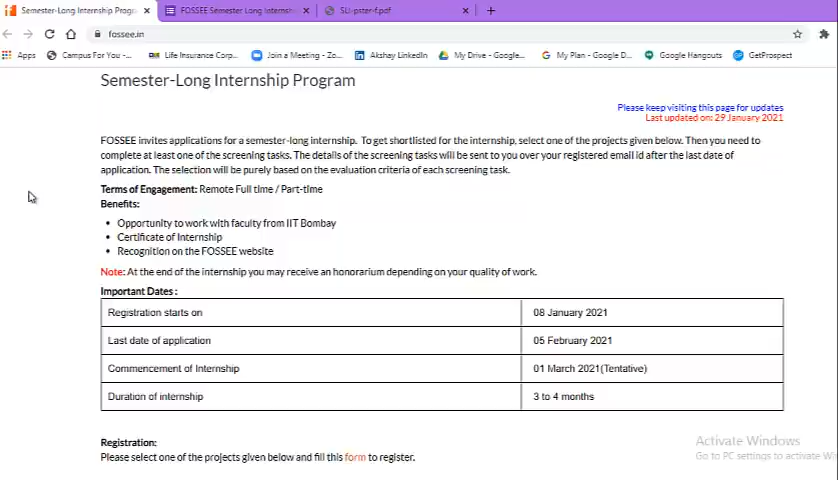 Semester-Long Internship Progr
FOSSEE Semester Long Internsh
SLI-pster-f.pdf
fossee.in
Apps
Campus For You -...
Life Insurance Corp...
Join a Meeting - Zo...
Akshay LinkedIn
My Drive - Google...
My Plan - Google D...
Google Hangouts
GetProspect
Semester-Long Internship Program
Please keep visiting this page for updates
Last updated on: 29 January 2021
FOSSEE invites applications for a semester-long internship. To get shortlisted for the internship, select one of the projects given below. Then you need to
complete at least one of the screening tasks. The details of the screening tasks will be sent to you over your registered email id after the last date of
application. The selection will be purely based on the evaluation criteria of each screening task.
Terms of Engagement: Remote Full time / Part-time
Benefits:
• Opportunity to work with faculty from IIT Bombay
• Certificate of Internship
• Recognition on the FOSSEE website
Note: At the end of the internship you may receive an honorarium depending on your quality of work.
Important Dates :
Registration starts on 08 January 2021
Last date of application 05 February 2021
Commencement of Internship 01 March 2021(Tentative)
Duration of internship 3 to 4 months
Registration:
Please select one of the projects given below and fill this form to register.
Activate Windows
Go to PC settings to activate Wi